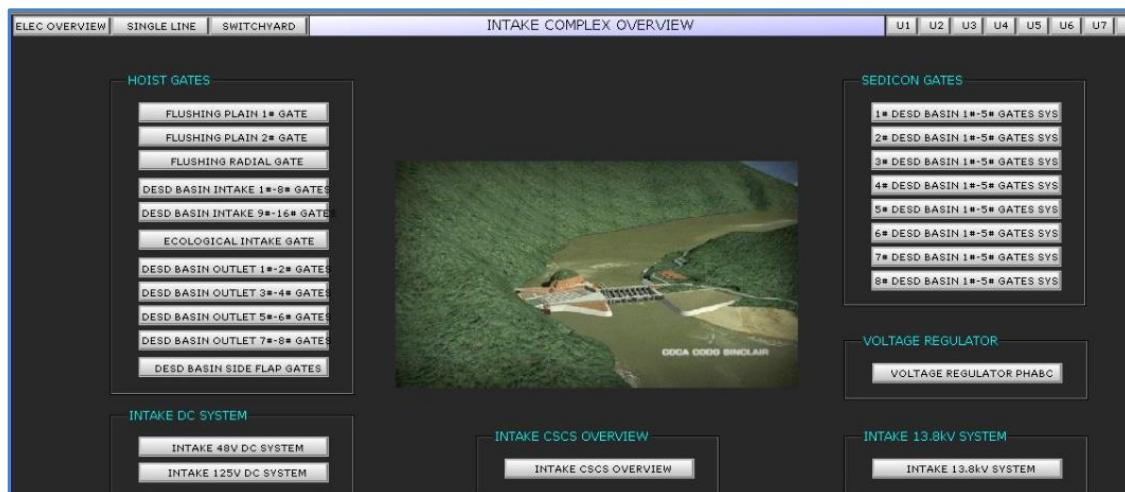 ELEC OVERVIEW SINGLE LINE SWITCHYARD INTAKE COMPLEX OVERVIEW U1 U2 U3 U4 U5 U6 U7
HOIST GATES
FLUSHING PLAIN 1# GATE
FLUSHING PLAIN 2# GATE
FLUSHING RADIAL GATE
DESD BASIN INTAKE 1#-8# GATES
DESD BASIN INTAKE 9#-16# GATES
ECOLOGICAL INTAKE GATE
DESD BASIN OUTLET 1#-2# GATES
DESD BASIN OUTLET 3#-4# GATES
DESD BASIN OUTLET 5#-6# GATES
DESD BASIN OUTLET 7#-8# GATES
DESD BASIN SIDE FLAP GATES
INTAKE DC SYSTEM
INTAKE 48V DC SYSTEM
INTAKE 125V DC SYSTEM
COCA CODO SINCLAIR
INTAKE CSCS OVERVIEW
INTAKE CSCS OVERVIEW
SEDICON GATES
1# DESD BASIN 1#-5# GATES SYS
2# DESD BASIN 1#-5# GATES SYS
3# DESD BASIN 1#-5# GATES SYS
4# DESD BASIN 1#-5# GATES SYS
5# DESD BASIN 1#-5# GATES SYS
6# DESD BASIN 1#-5# GATES SYS
7# DESD BASIN 1#-5# GATES SYS
8# DESD BASIN 1#-5# GATES SYS
VOLTAGE REGULATOR
VOLTAGE REGULATOR PHABC
INTAKE 13.8kV SYSTEM
INTAKE 13.8kV SYSTEM